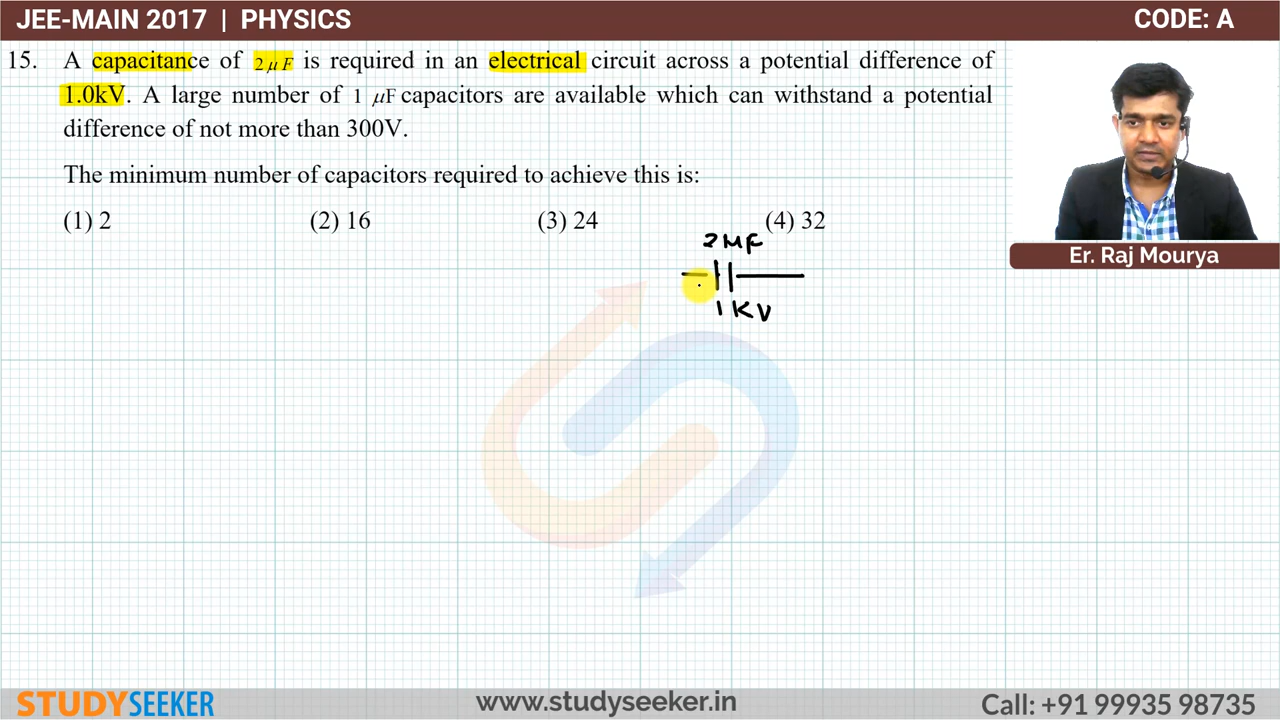 JEE-MAIN 2017 | PHYSICS
CODE: A
15. A capacitance of 2μF is required in an electrical circuit across a potential difference of
1.0kV. A large number of 1 μF capacitors are available which can withstand a potential
difference of not more than 300V.
The minimum number of capacitors required to achieve this is:
(1) 2 (2) 16 (3) 24 (4) 32
2μF
1KV
Er. Raj Mourya
STUDYSEEKER
www.studyseeker.in
Call: +91 99935 98735